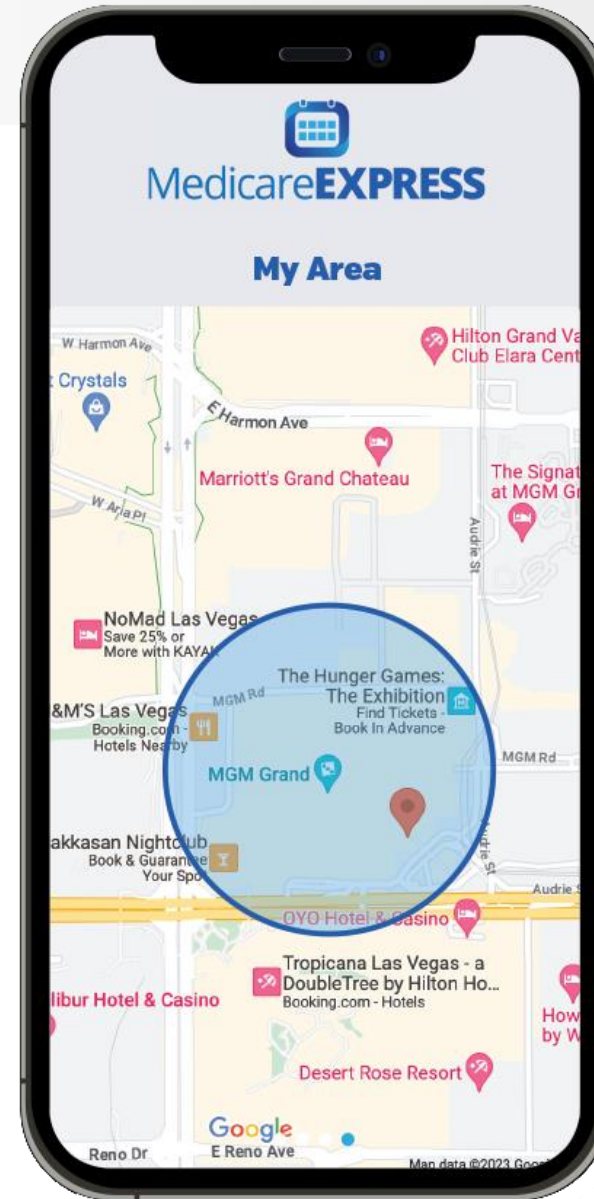 MedicareEXPRESS
My Area
W Harmon Ave
Hilton Grand Va
Club Elara Cent
Crystals
E Harmon Ave
Marriott's Grand Chateau
The Signat
at MGM Gr
W Aria Pl
Audrie St
NoMad Las Vegas
Save 25% or
More with KAYAK
The Hunger Games:
The Exhibition
Find Tickets -
Book In Advance
MGM Rd
&M'S Las Vegas
Booking.com -
Hotels Nearby
MGM Grand
MGM Rd
akkasan Nightclub
Book & Guarantee
Your Spot
Audrie St
Audrie S
OYO Hotel & Casino
Tropicana Las Vegas - a
DoubleTree by Hilton Ho...
Booking.com - Hotels
libur Hotel & Casino
How
by W
Desert Rose Resort
Google
Reno Dr
E Reno Ave
Map data ©2023 Goo